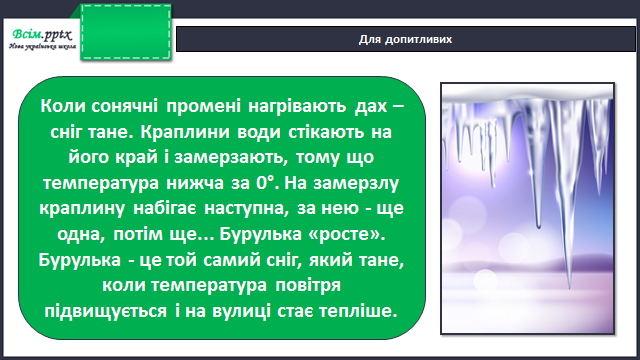 Всім.pptx
Нова українська школа
Для допитливих
Коли сонячні промені нагрівають дах –
сніг тане. Краплини води стікають на
його край і замерзають, тому що
температура нижча за 0°. На замерзлу
краплину набігає наступна, за нею - ще
одна, потім ще... Бурулька «росте».
Бурулька - це той самий сніг, який тане,
коли температура повітря
підвищується і на вулиці стає тепліше.